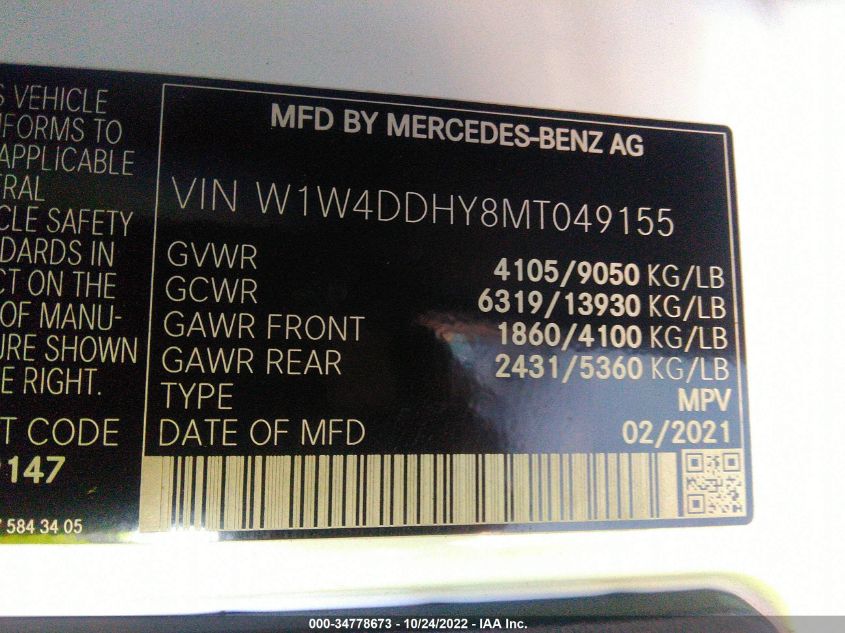 S VEHICLE
FORMS TO
APPLICABLE
CLE SAFETY
DARDS IN
CT ON THE
OF MANU-
URE SHOWN
E RIGHT.
T CODE
147
584 34 05
MFD BY MERCEDES-BENZ AG
VIN W1W4DDHY8MT049155
GVWR 4105/9050 KG/LB
GCWR 6319/13930 KG/LB
GAWR FRONT 1860/4100 KG/LB
GAWR REAR 2431/5360 KG/LB
TYPE MPV
DATE OF MFD 02/2021
000-34778673 - 10/24/2022 - IAA Inc.